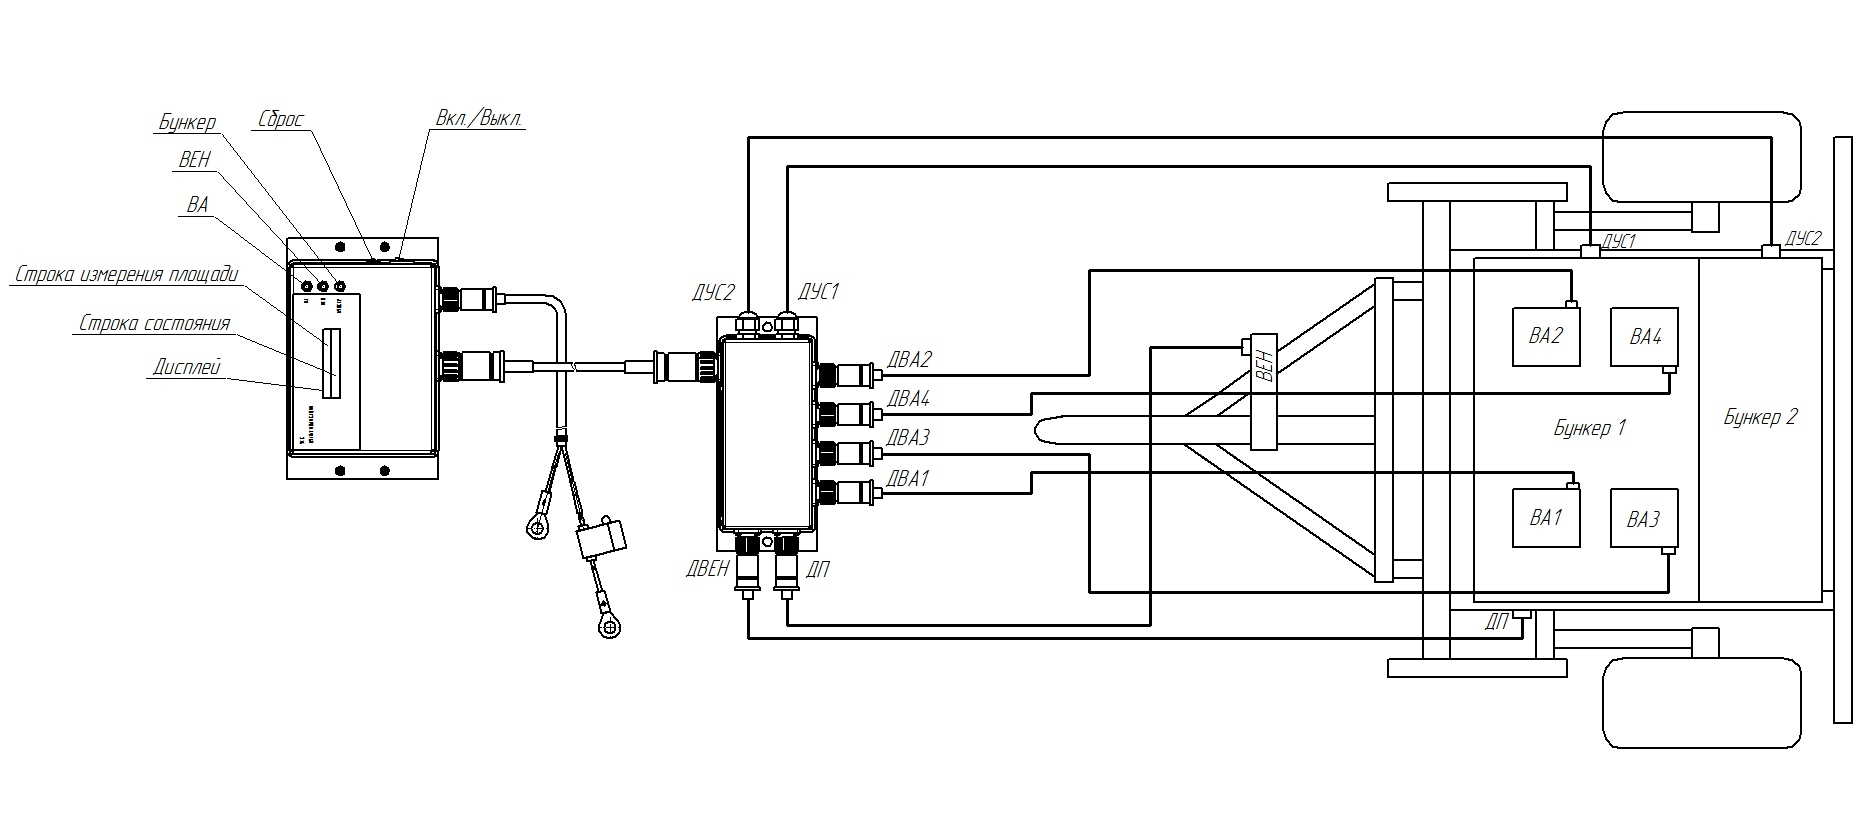 Бункер
Сброс
Вкл./Выкл.
ВЕН
ВА
Строка измерения площади
Строка состояния
Дисплей
ДУС2
ДУС1
ДВА2
ДВА4
ДВА3
ДВА1
ДВЕН
ДП
ВЕН
ДУС1
ДУС2
ВА2
ВА4
Бункер 1
Бункер 2
ВА1
ВА3
ДП